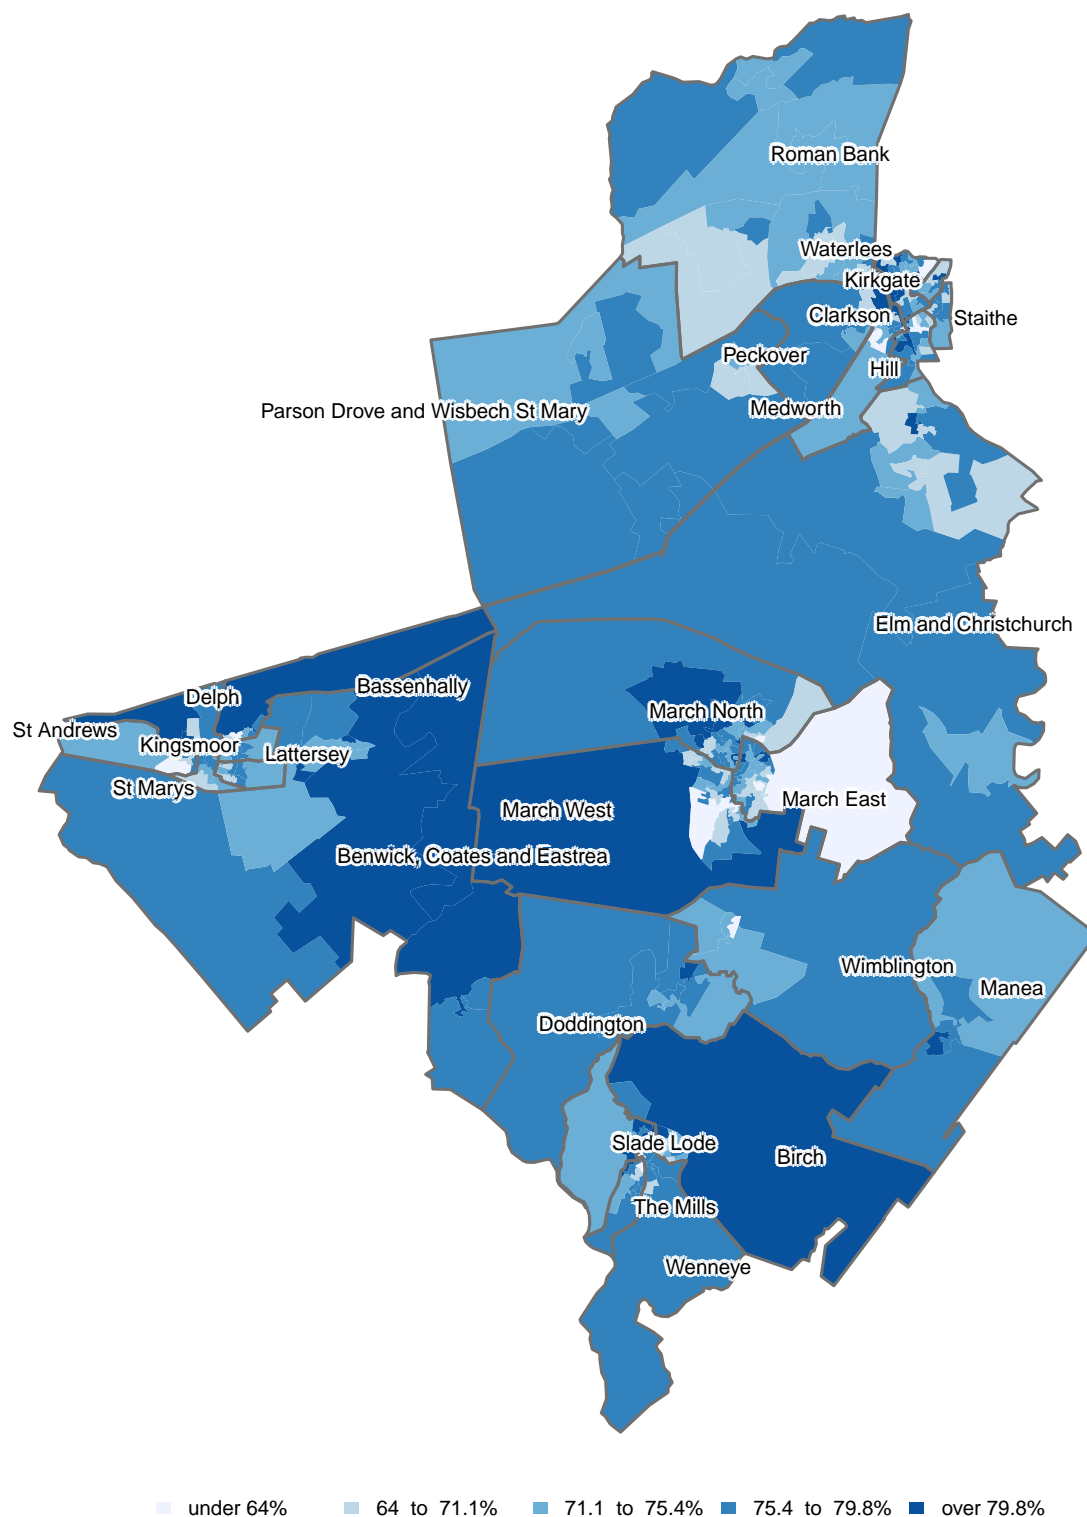 Roman Bank
Waterlees
Kirkgate
Clarkson
Staithe
Peckover
Hill
Medworth
Parson Drove and Wisbech St Mary
Elm and Christchurch
Bassenhally
Delph
March North
St Andrews
Kingsmoor
Lattersey
St Marys
March East
March West
Benwick, Coates and Eastrea
Wimblington
Manea
Doddington
Slade Lode
Birch
The Mills
Wenneye
under 64% 64 to 71.1% 71.1 to 75.4% 75.4 to 79.8% over 79.8%